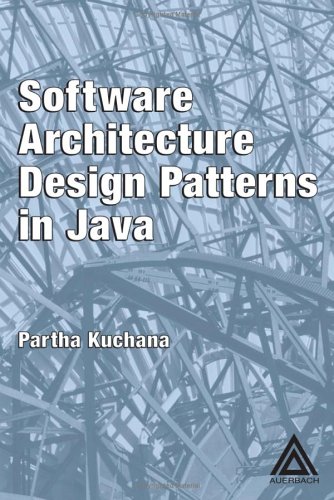 Software
Architecture
Design Patterns
in Java
Partha Kuchana
AUERBACH